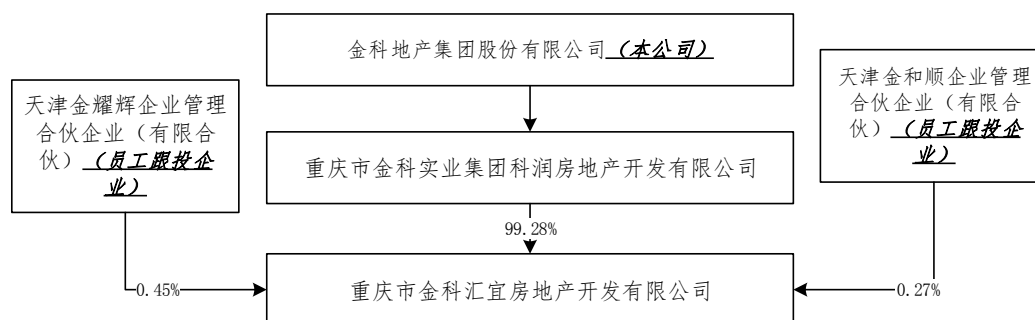 金科地产集团股份有限公司（本公司）
天津金耀辉企业管理
合伙企业（有限合
伙）（员工跟投企
业）
天津金和顺企业管理
合伙企业（有限合
伙）（员工跟投企
业）
重庆市金科实业集团科润房地产开发有限公司
99.28%
0.45%
重庆市金科汇宜房地产开发有限公司
0.27%